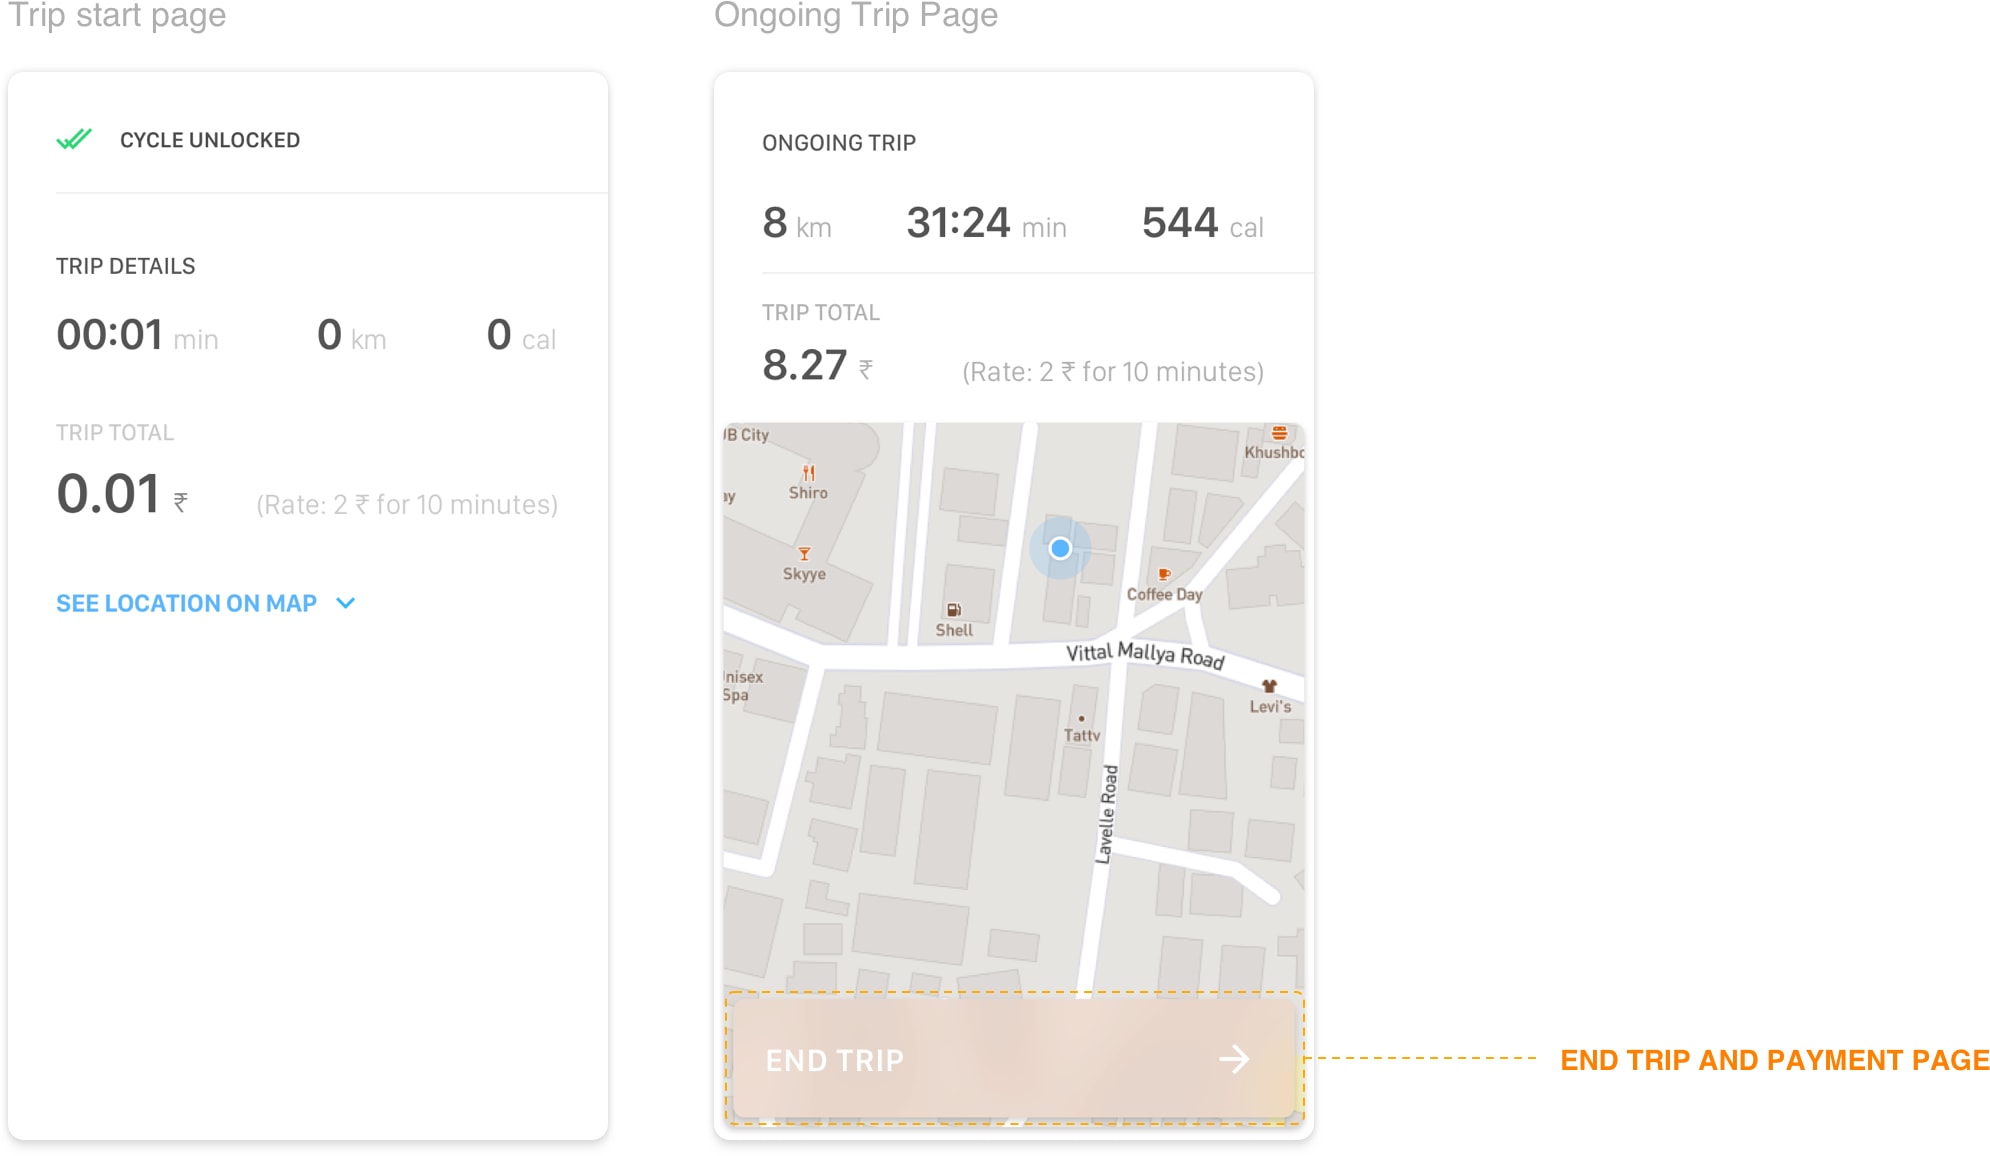 Trip start page
CYCLE UNLOCKED
TRIP DETAILS
00:01 min 0 km 0 cal
TRIP TOTAL
0.01 ₹ (Rate: 2 ₹ for 10 minutes)
SEE LOCATION ON MAP
Ongoing Trip Page
ONGOING TRIP
8 km 31:24 min 544 cal
TRIP TOTAL
8.27 ₹ (Rate: 2 ₹ for 10 minutes)
City
Shiro
Skyye
Shell
Coffee Day
Vittal Mallya Road
Spa
Levi's
Tattv
Lavelle Road
END TRIP
END TRIP AND PAYMENT PAGE